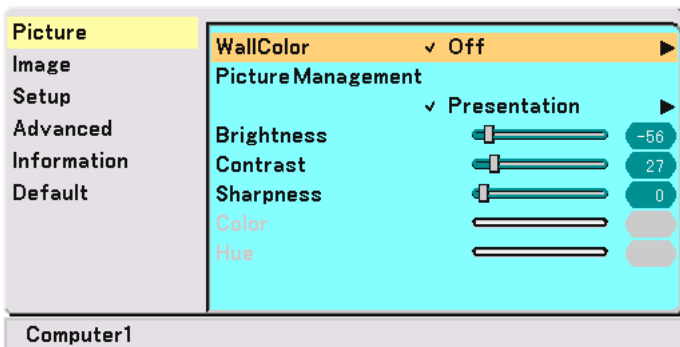 Picture
Image
Setup
Advanced
Information
Default
WallColor ✓ Off ▶
Picture Management
✓ Presentation ▶
Brightness -56
Contrast 27
Sharpness 0
Color
Hue
Computer1